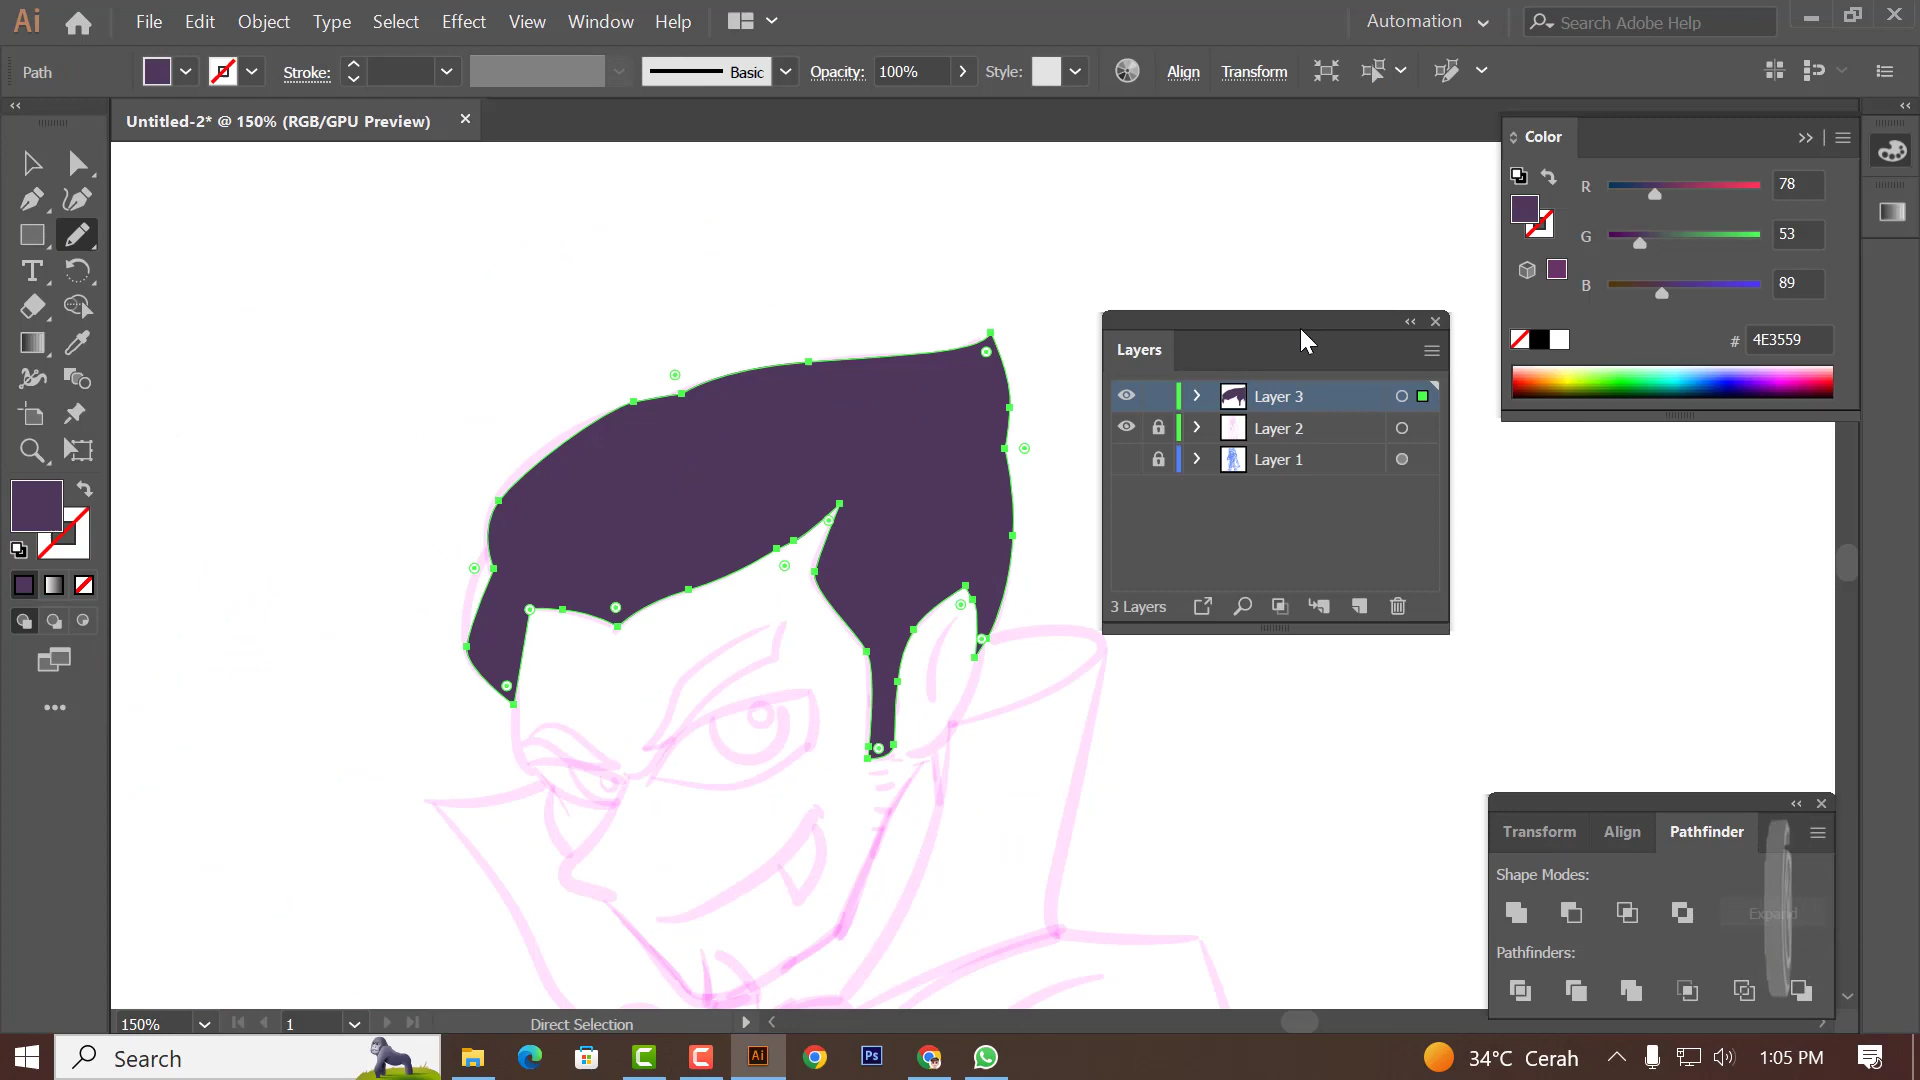 Ai File Edit Object Type Select Effect View Window Help Automation Search Adobe Help
Path Stroke: Basic Opacity: 100% Style: Align Transform
Untitled-2* @ 150% (RGB/GPU Preview)
Color
R 78
G 53
B 89
# 4E3559
Layers
Layer 3
Layer 2
Layer 1
3 Layers
Transform Align Pathfinder
Shape Modes:
Expand
Pathfinders:
150% 1 Direct Selection
Search Ai Ps 34°C Cerah 1:05 PM